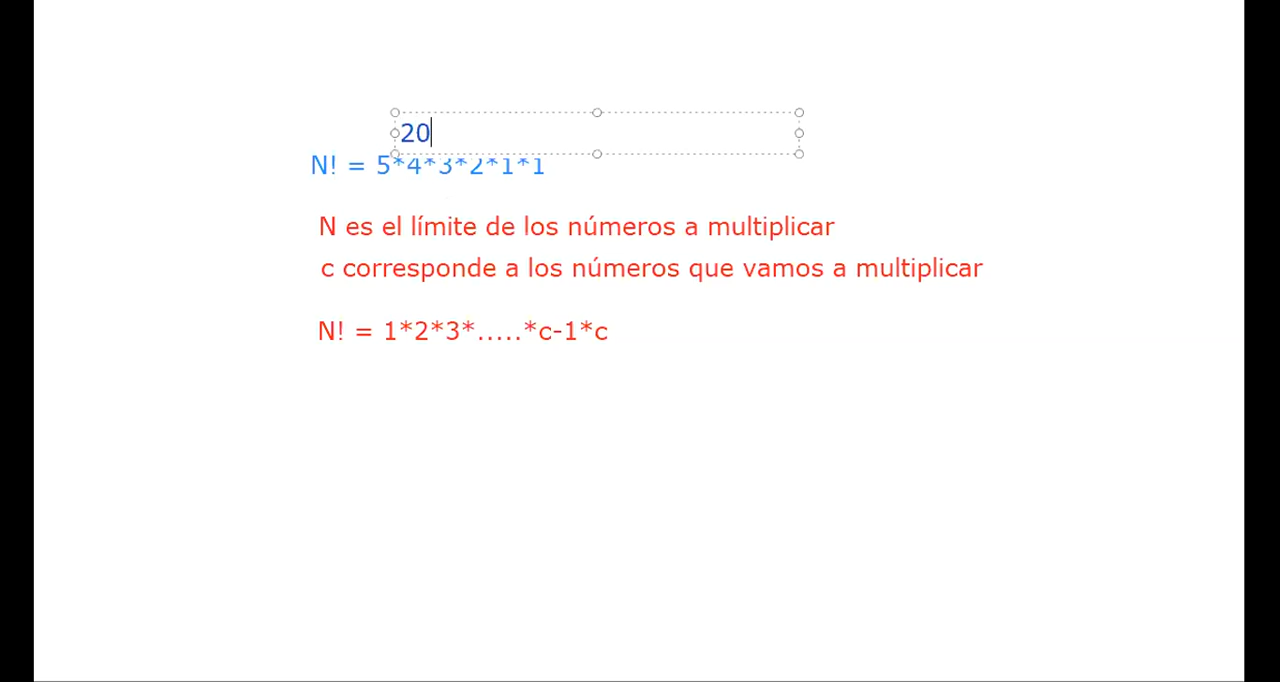 20
N! = 5*4*3*2*1*1
N es el límite de los números a multiplicar
c corresponde a los números que vamos a multiplicar
N! = 1*2*3*.....*c-1*c